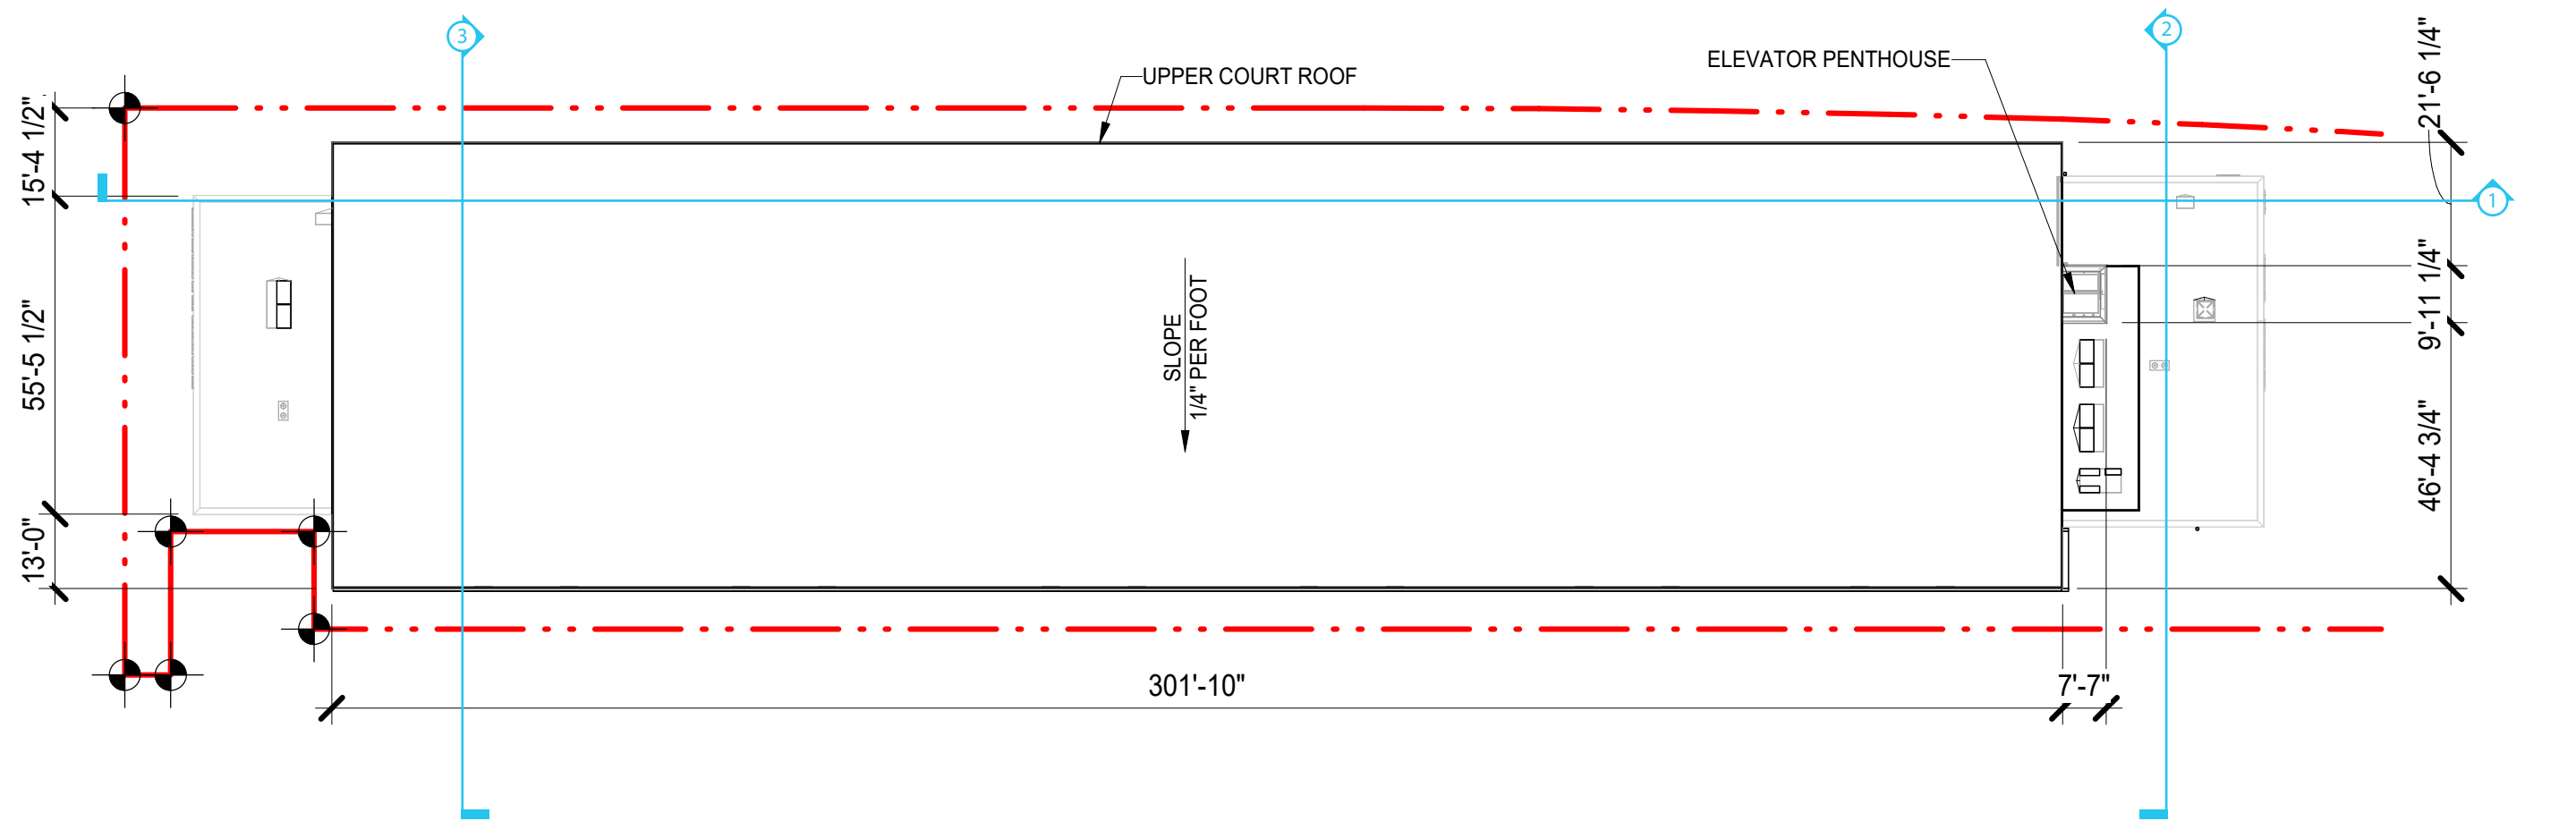 3
2
UPPER COURT ROOF
ELEVATOR PENTHOUSE
21'-6 1/4"
15'-4 1/2"
1
9'-11 1/4"
SLOPE
1/4" PER FOOT
55'-5 1/2"
46'-4 3/4"
13'-0"
301'-10"
7'-7"